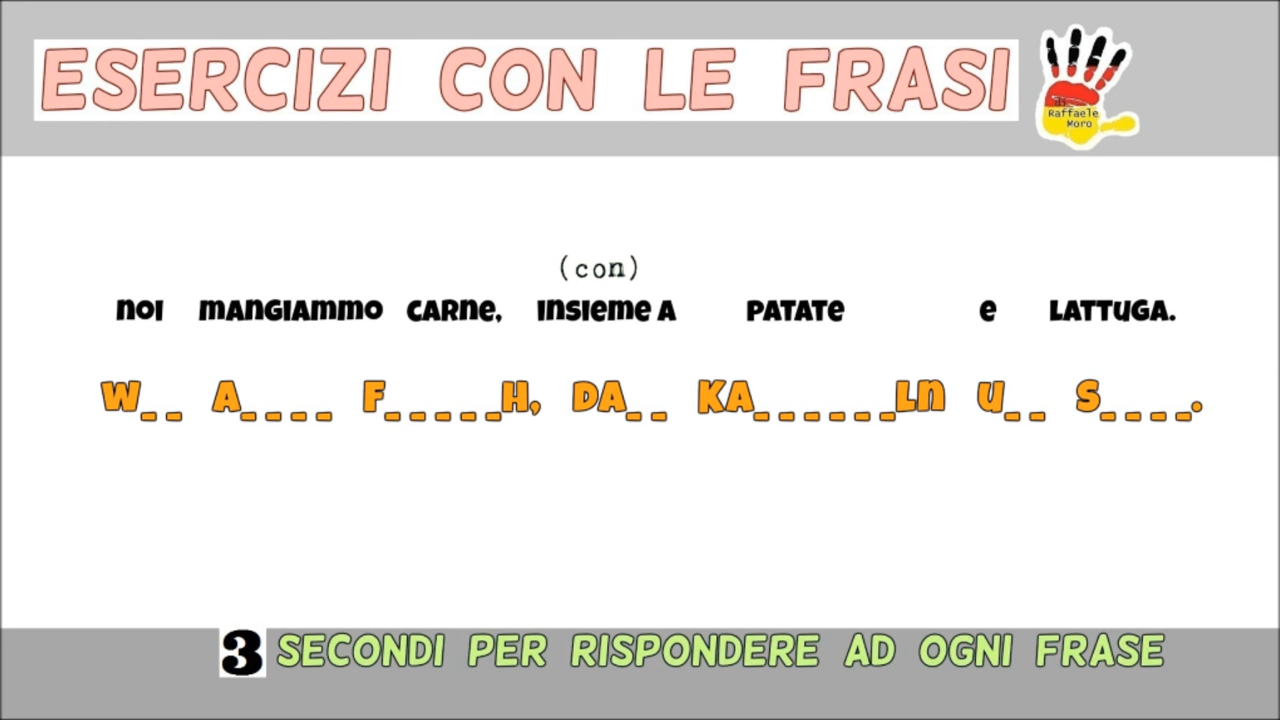 ESERCIZI CON LE FRASI
di Raffaele
Moro
(con)
noi mangiammo carne, insieme a patate e lattuga.
W_ _ A_ _ _ _ F_ _ _ _ _H, DA_ _ KA_ _ _ _ _ _Ln U_ _ S_ _ _ _.
3 SECONDI PER RISPONDERE AD OGNI FRASE